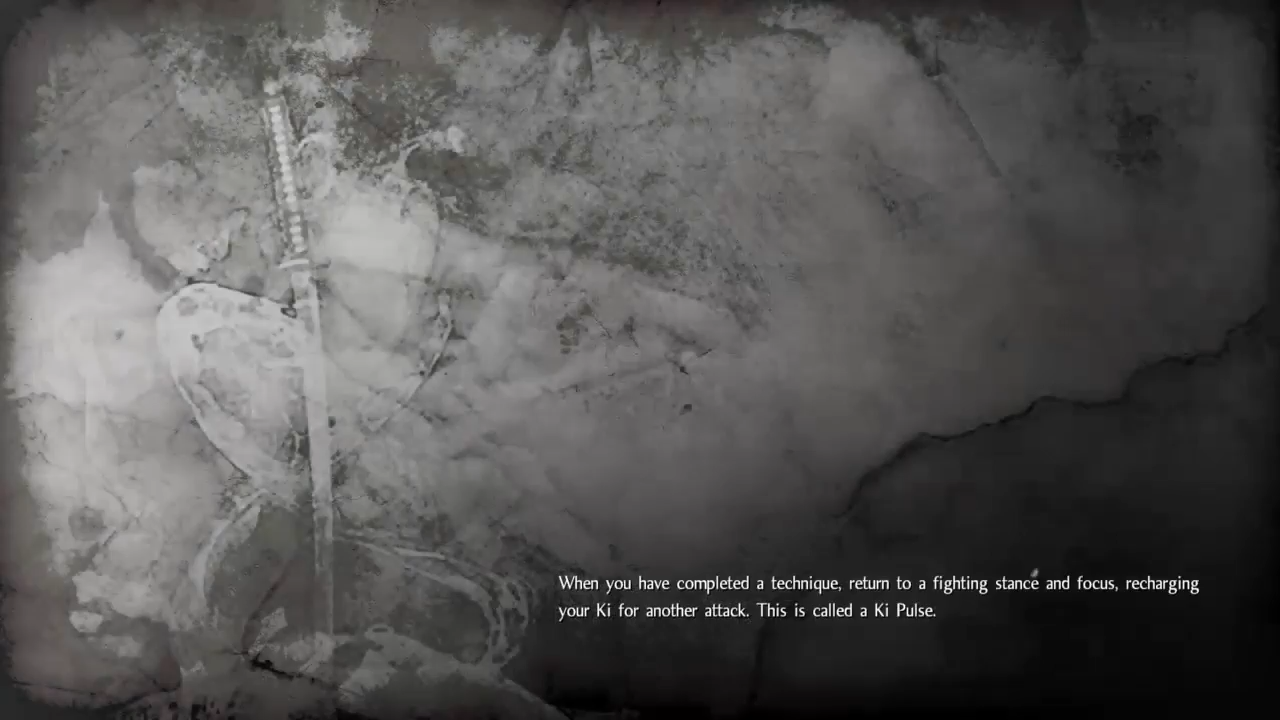 When you have completed a technique, return to a fighting stance and focus, recharging
your Ki for another attack. This is called a Ki Pulse.